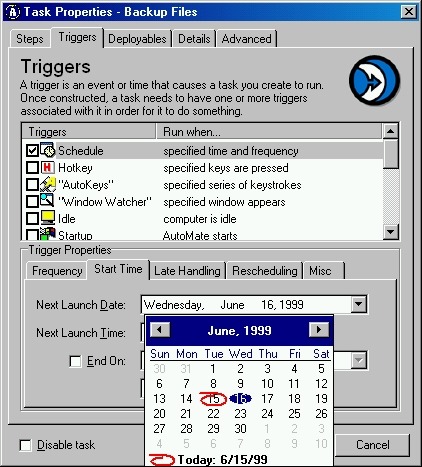 Task Properties - Backup Files
Steps Triggers Deployables Details Advanced
Triggers
A trigger is an event or time that causes a task you create to run.
Once constructed, a task needs to have one or more triggers
associated with it in order for it to do something.
Triggers Run when...
Schedule specified time and frequency
Hotkey specified keys are pressed
"AutoKeys" specified series of keystrokes
"Window Watcher" specified window appears
Idle computer is idle
Startup AutoMate starts
Trigger Properties
Frequency Start Time Late Handling Rescheduling Misc
Next Launch Date: Wednesday, June 16, 1999
Next Launch Time:
End On:
June, 1999
Sun Mon Tue Wed Thu Fri Sat
30 31 1 2 3 4 5
6 7 8 9 10 11 12
13 14 15 16 17 18 19
20 21 22 23 24 25 26
27 28 29 30 1 2 3
4 5 6 7 8 9 10
Today: 6/15/99
Disable task Cancel